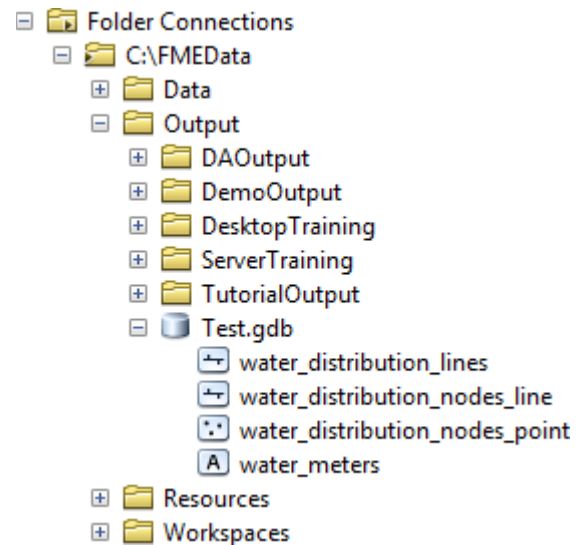 Folder Connections
C:\FMEData
Data
Output
DAOutput
DemoOutput
DesktopTraining
ServerTraining
TutorialOutput
Test.gdb
water_distribution_lines
water_distribution_nodes_line
water_distribution_nodes_point
A water_meters
Resources
Workspaces